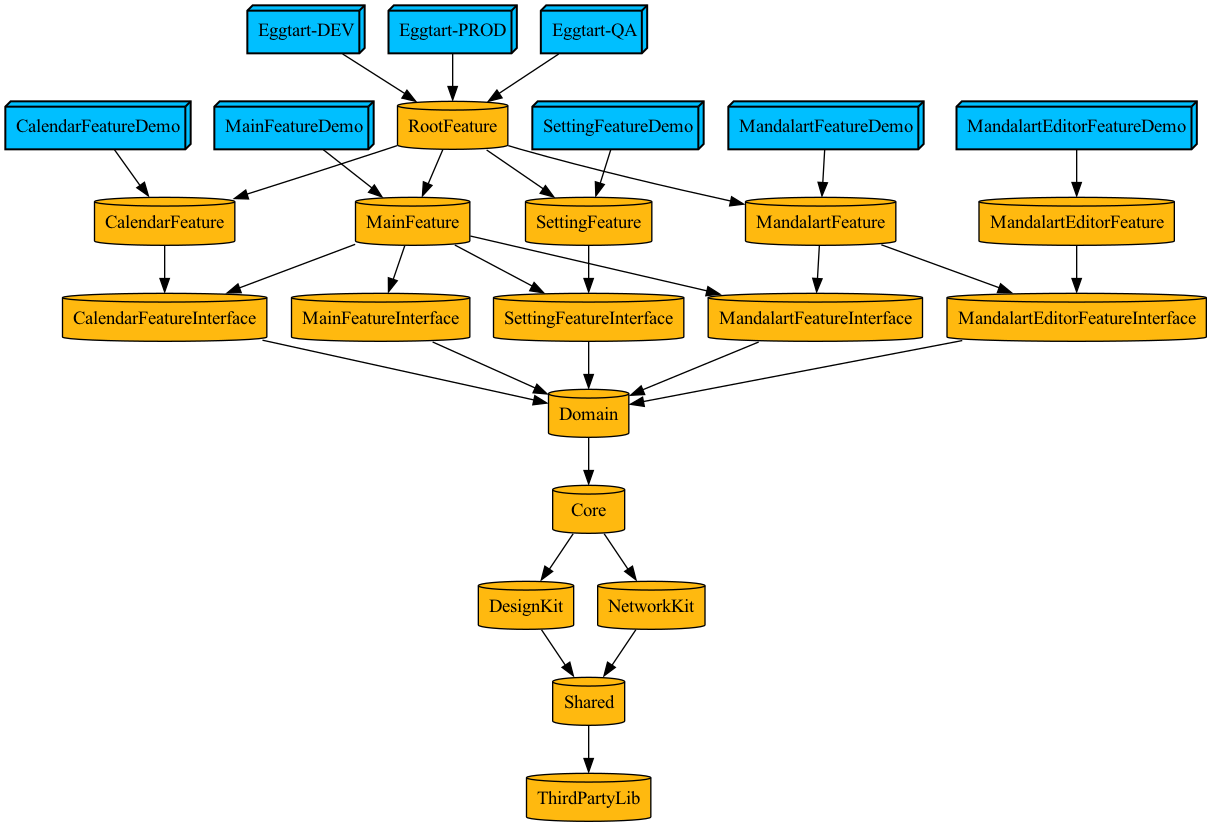 Eggtart-DEV
Eggtart-PROD
Eggtart-QA
CalendarFeatureDemo
MainFeatureDemo
RootFeature
SettingFeatureDemo
MandalartFeatureDemo
MandalartEditorFeatureDemo
CalendarFeature
MainFeature
SettingFeature
MandalartFeature
MandalartEditorFeature
CalendarFeatureInterface
MainFeatureInterface
SettingFeatureInterface
MandalartFeatureInterface
MandalartEditorFeatureInterface
Domain
Core
DesignKit
NetworkKit
Shared
ThirdPartyLib